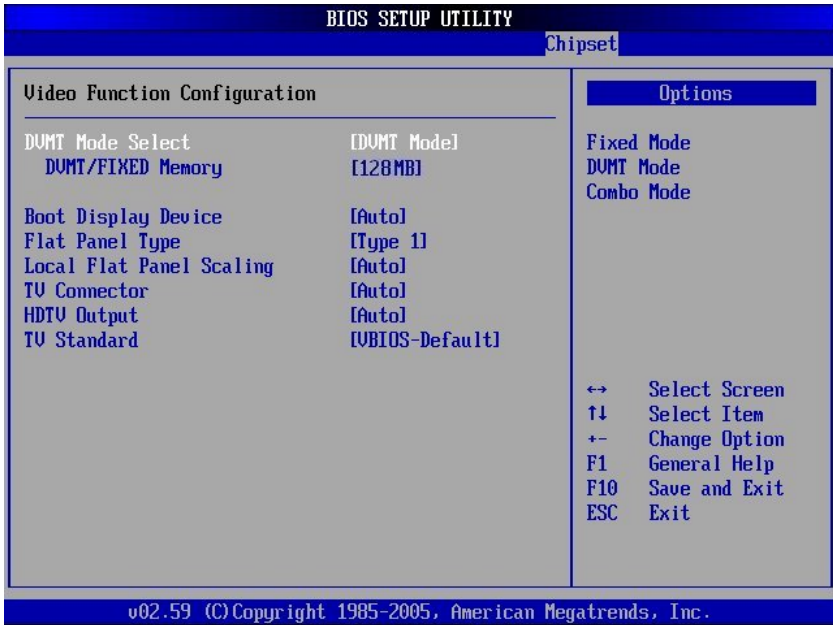 BIOS SETUP UTILITY
Chipset
Video Function Configuration
DVMT Mode Select [DVMT Mode]
DVMT/FIXED Memory [128MB]
Boot Display Device [Auto]
Flat Panel Type [Type 1]
Local Flat Panel Scaling [Auto]
TV Connector [Auto]
HDTV Output [Auto]
TV Standard [VBIOS-Default]
Options
Fixed Mode
DVMT Mode
Combo Mode
↔ Select Screen
↑↓ Select Item
+- Change Option
F1 General Help
F10 Save and Exit
ESC Exit
v02.59 (C)Copyright 1985-2005, American Megatrends, Inc.